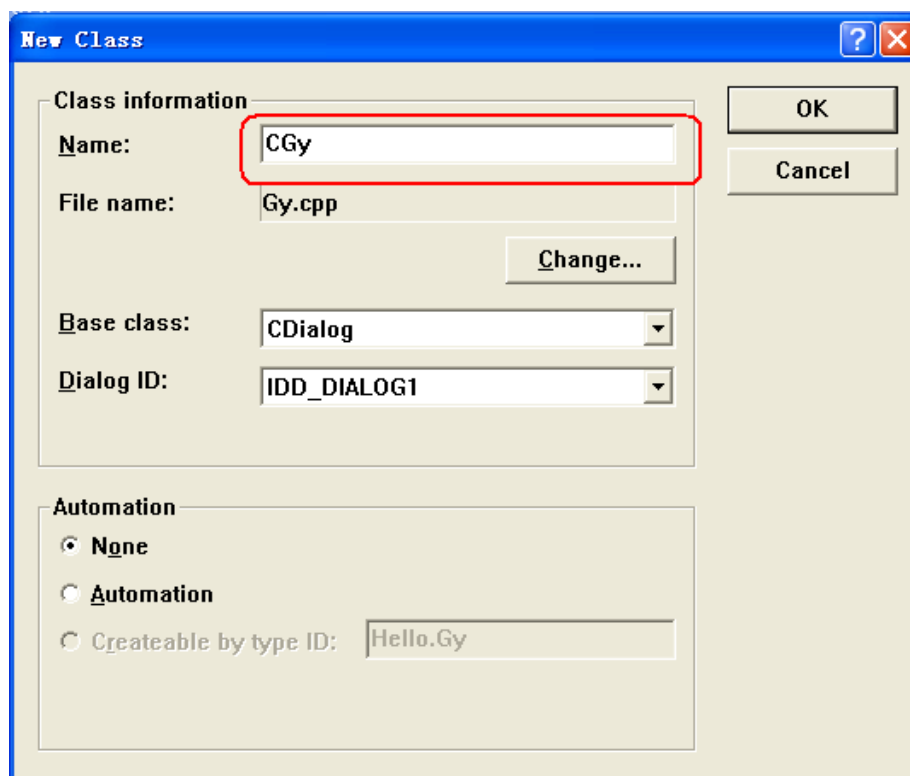 New Class
Class information
OK
Name:
CGy
Cancel
File name:
Gy.cpp
Change...
Base class:
CDialog
Dialog ID:
IDD_DIALOG1
Automation
None
Automation
Createable by type ID:
Hello.Gy